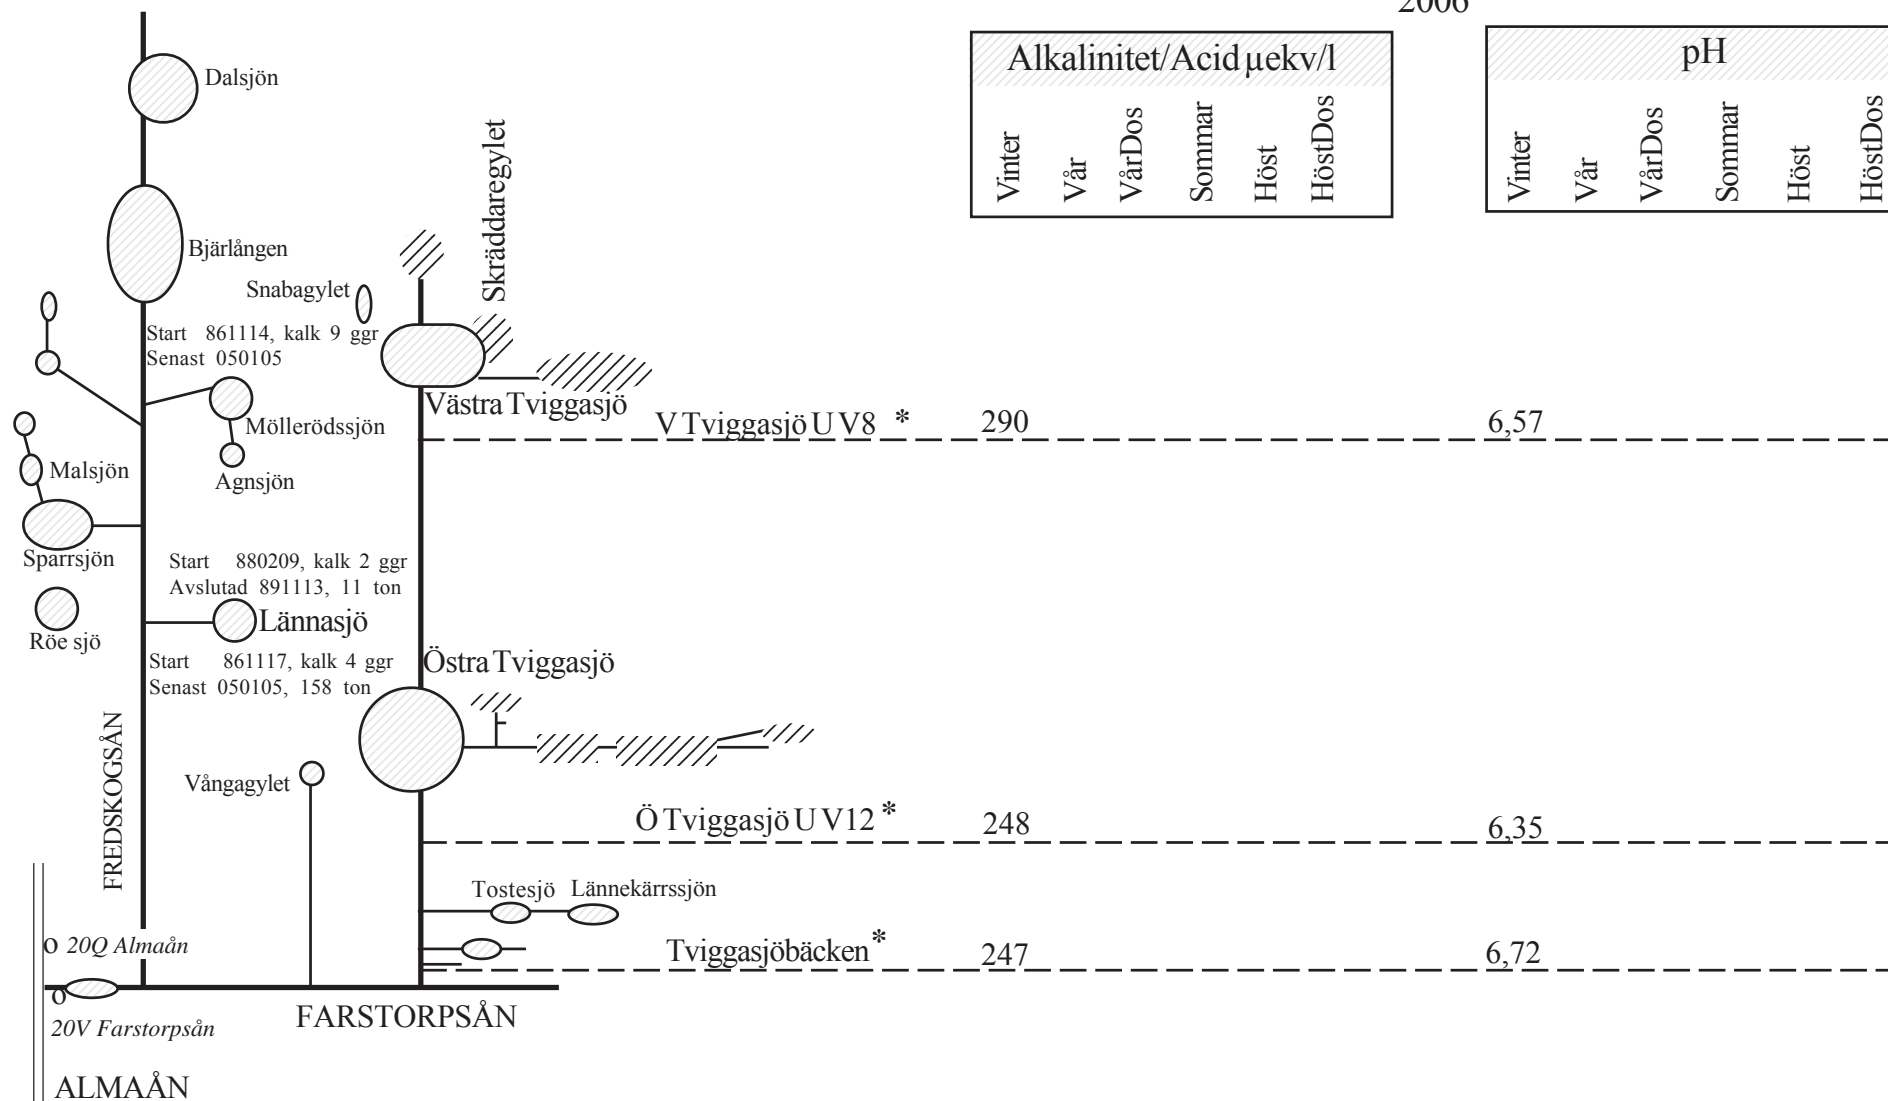 2006
Alkalinitet/Acid µekv/l
pH
Vinter
Vår
VårDos
Sommar
Höst
HöstDos
Vinter
Vår
VårDos
Sommar
Höst
HöstDos
Dalsjön
Skräddaregylet
Bjärlången
Snabagylet
Start 861114, kalk 9 ggr
Senast 050105
Västra Tviggasjö
V Tviggasjö U V8 * 290 6,57
Möllerödssjön
Malsjön
Agnsjön
Sparrsjön
Start 880209, kalk 2 ggr
Avslutad 891113, 11 ton
Lännasjö
Röe sjö
Start 861117, kalk 4 ggr
Senast 050105, 158 ton
Östra Tviggasjö
FREDSKOGSÅN
Vångagylet
Ö Tviggasjö U V12 * 248 6,35
Tostesjö Lännekärrssjön
o 20Q Almaån
Tviggasjöbäcken * 247 6,72
o
20V Farstorpsån
FARSTORPSÅN
ALMAÅN